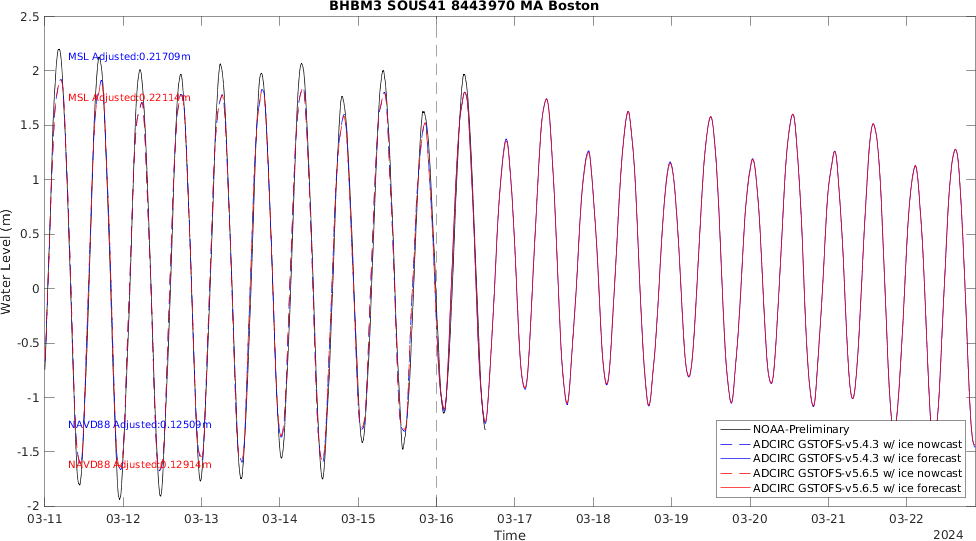 BHBM3 SOUS41 8443970 MA Boston
2.5
2
1.5
1
0.5
0
-0.5
-1
-1.5
-2
Water Level (m)
MSL Adjusted:0.21709m
MSL Adjusted:0.22114m
NAVD88 Adjusted:0.12509m
NAVD88 Adjusted:0.12914m
NOAA-Preliminary
ADCIRC GSTOFS-v5.4.3 w/ ice nowcast
ADCIRC GSTOFS-v5.4.3 w/ ice forecast
ADCIRC GSTOFS-v5.6.5 w/ ice nowcast
ADCIRC GSTOFS-v5.6.5 w/ ice forecast
03-11 03-12 03-13 03-14 03-15 03-16 03-17 03-18 03-19 03-20 03-21 03-22
Time
2024